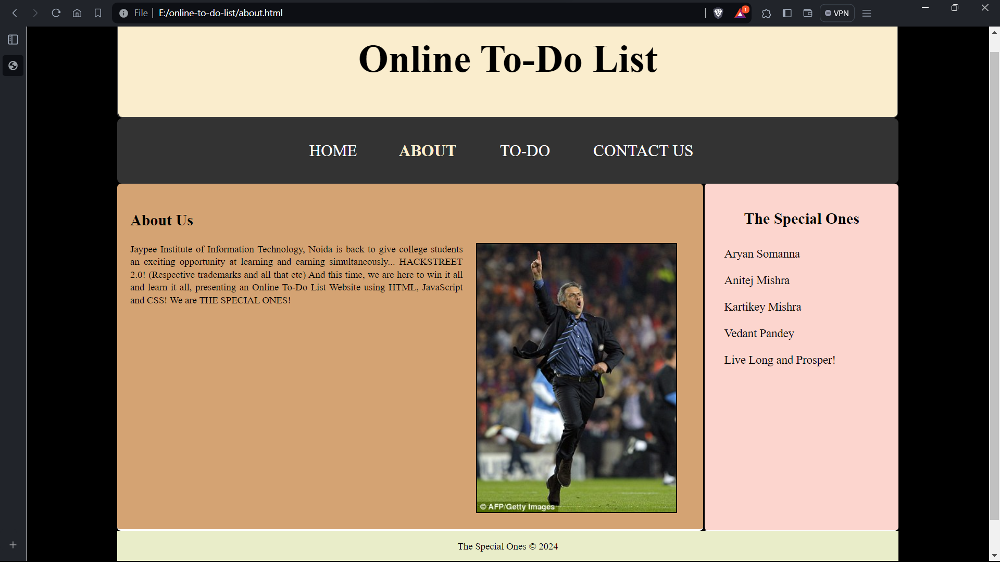 File
E:/online-to-do-list/about.html
1
VPN
Online To-Do List
HOME
ABOUT
TO-DO
CONTACT US
About Us
Jaypee Institute of Information Technology, Noida is back to give college students
an exciting opportunity at learning and earning simultaneously... HACKSTREET
2.0! (Respective trademarks and all that etc) And this time, we are here to win it all
and learn it all, presenting an Online To-Do List Website using HTML, JavaScript
and CSS! We are THE SPECIAL ONES!
© AFP/Getty Images
The Special Ones
Aryan Somanna
Anitej Mishra
Kartikey Mishra
Vedant Pandey
Live Long and Prosper!
The Special Ones © 2024